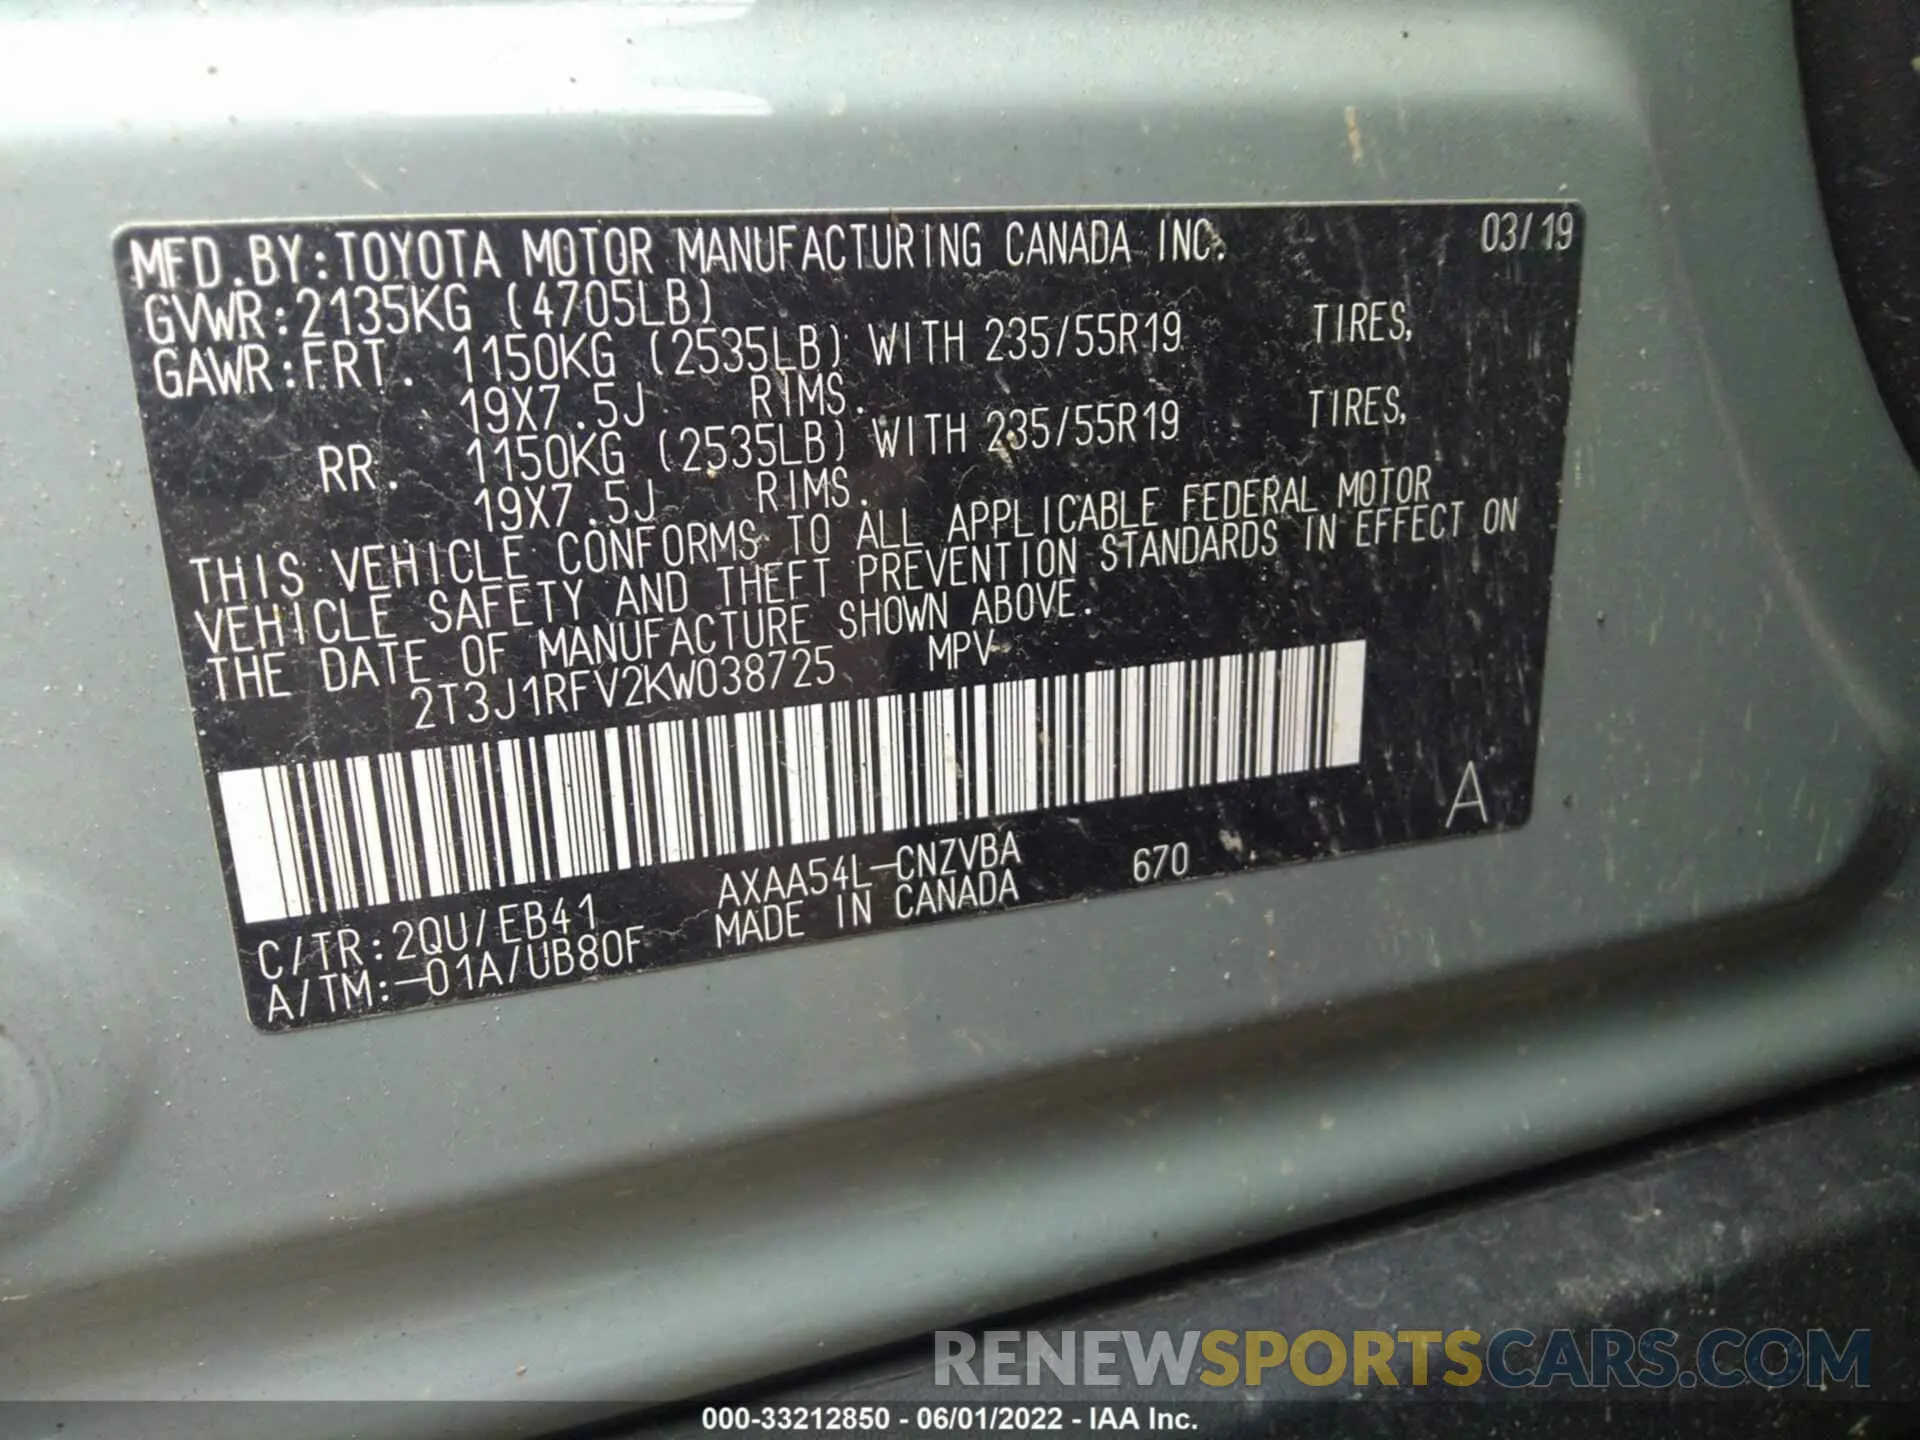 MFD.BY:TOYOTA MOTOR MANUFACTURING CANADA INC. 03/19
GVWR:2135KG (4705LB)
GAWR:FRT. 1150KG (2535LB) WITH 235/55R19 TIRES,
19X7.5J RIMS.
RR. 1150KG (2535LB) WITH 235/55R19 TIRES,
19X7.5J RIMS.
THIS VEHICLE CONFORMS TO ALL APPLICABLE FEDERAL MOTOR
VEHICLE SAFETY AND THEFT PREVENTION STANDARDS IN EFFECT ON
THE DATE OF MANUFACTURE SHOWN ABOVE.
2T3J1RFV2KW038725 MPV
A
C/TR:2QU/EB41 AXAA54L-CNZVBA 670
A/TM:-01A/UB80F MADE IN CANADA
RENEWSPORTSCARS.COM
000-33212850 - 06/01/2022 - IAA Inc.